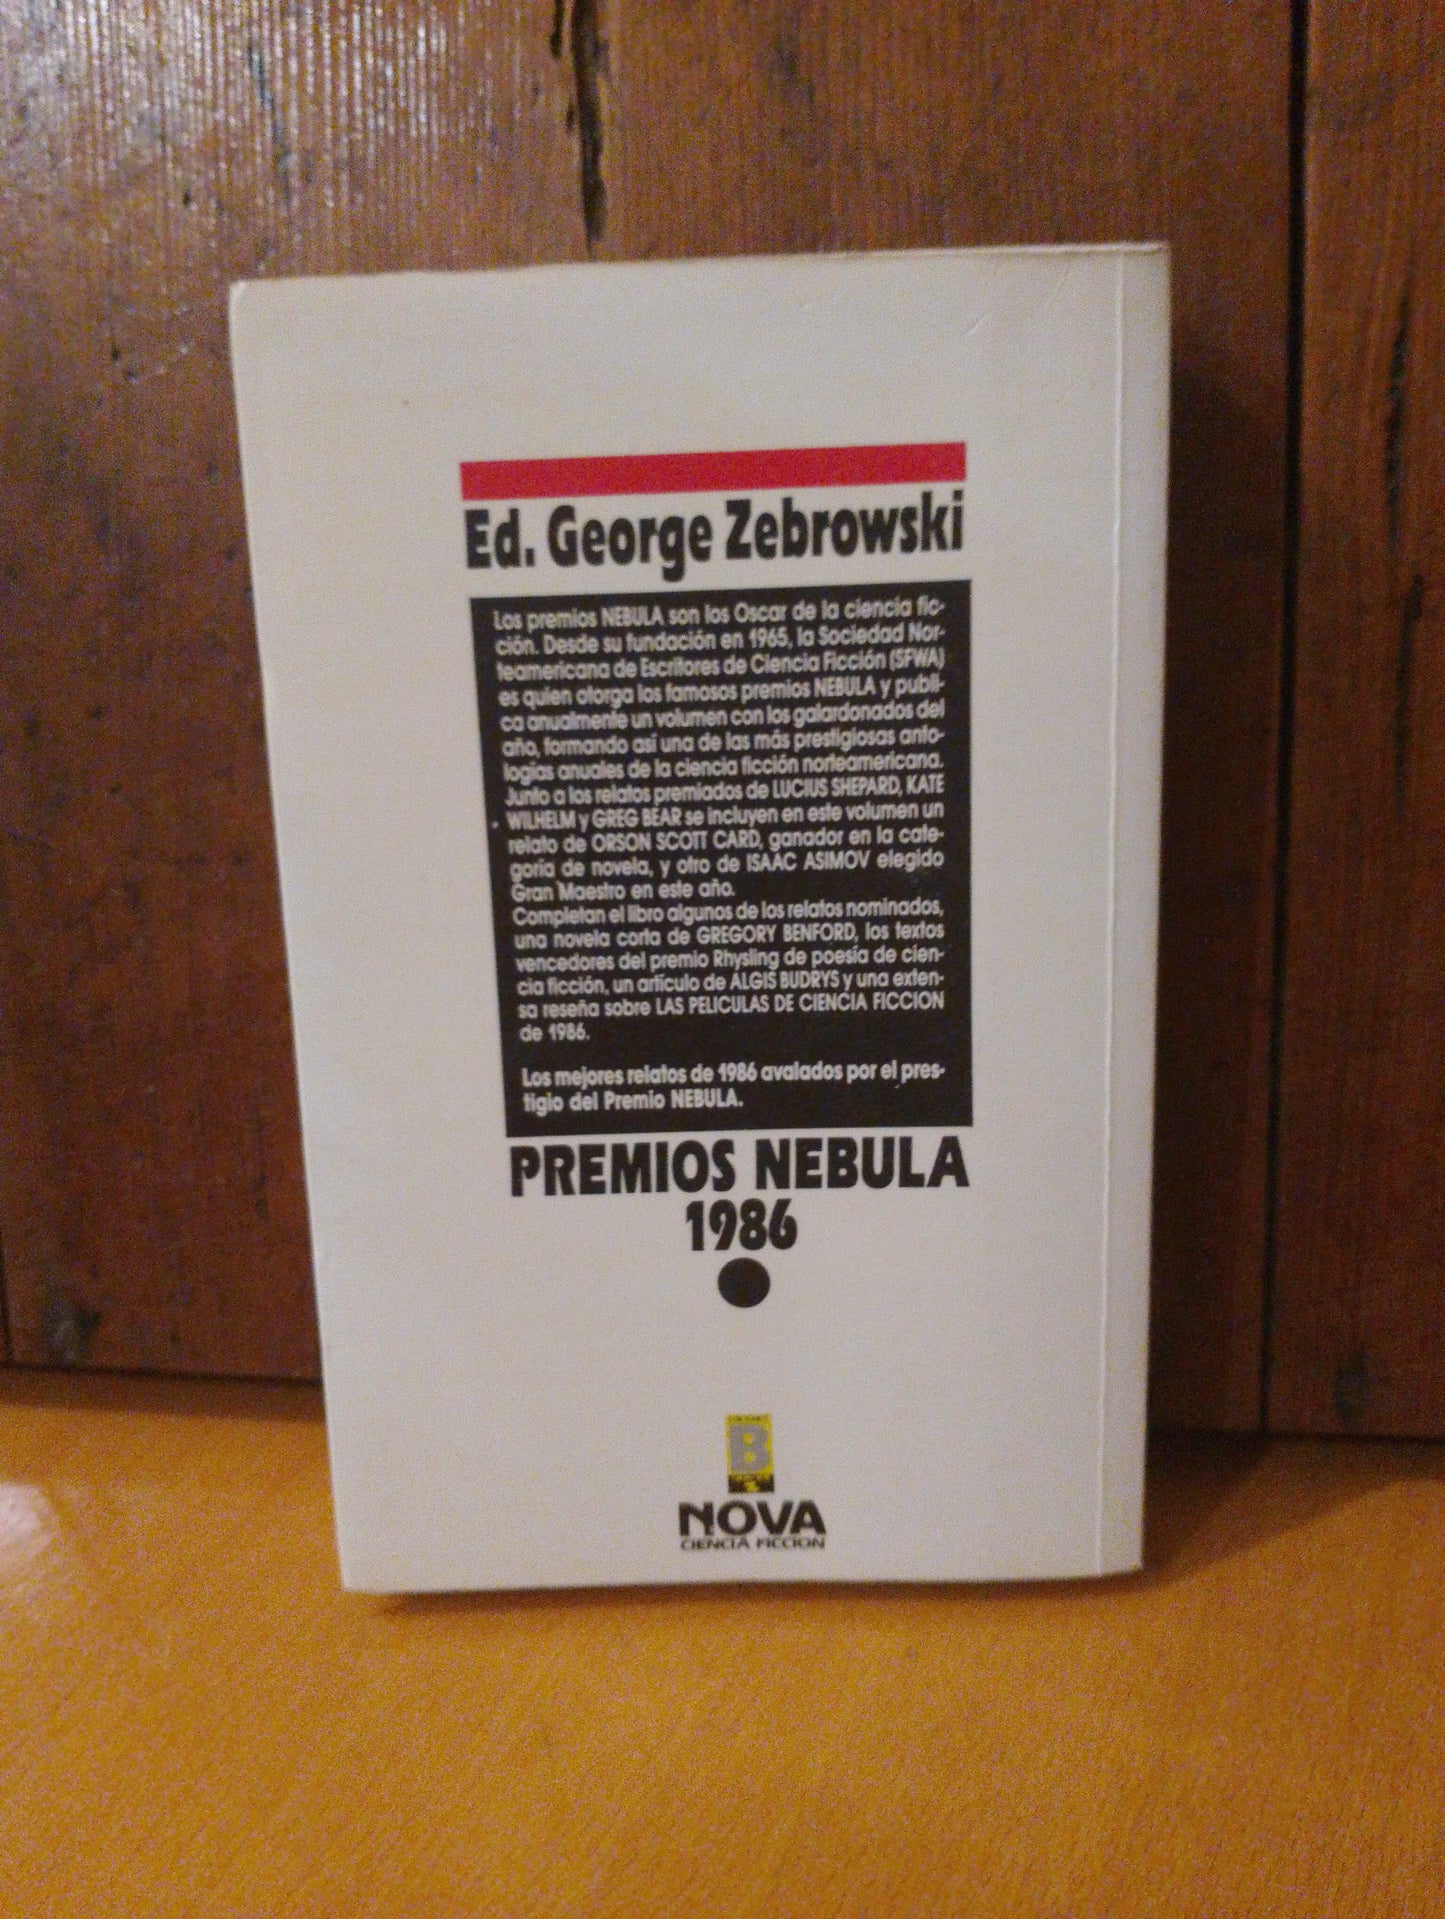 Ed. George Zebrowski
Los premios NEBULA son los Oscar de la ciencia fic-
ción. Desde su fundación en 1965, la Sociedad Nor-
teamericana de Escritores de Ciencia Ficción (SFWA)
es quien otorga los famosos premios NEBULA y publi-
ca anualmente un volumen con los galardonados del
año, formando así una de las más prestigiosas anto-
logías anuales de la ciencia ficción norteamericana.
Junto a los relatos premiados de LUCIUS SHEPARD, KATE
WILHELM y GREG BEAR se incluyen en este volumen un
relato de ORSON SCOTT CARD, ganador en la cate-
goría de novela, y otro de ISAAC ASIMOV elegido
Gran Maestro en este año.
Completan el libro algunos de los relatos nominados,
una novela corta de GREGORY BENFORD, los textos
vencedores del premio Rhysling de poesía de cien-
cia ficción, un artículo de ALGIS BUDRYS y una exten-
sa reseña sobre LAS PELICULAS DE CIENCIA FICCION
de 1986.
Los mejores relatos de 1986 avalados por el pres-
tigio del Premio NEBULA.
PREMIOS NEBULA
1986
B
NOVA
CIENCIA FICCION